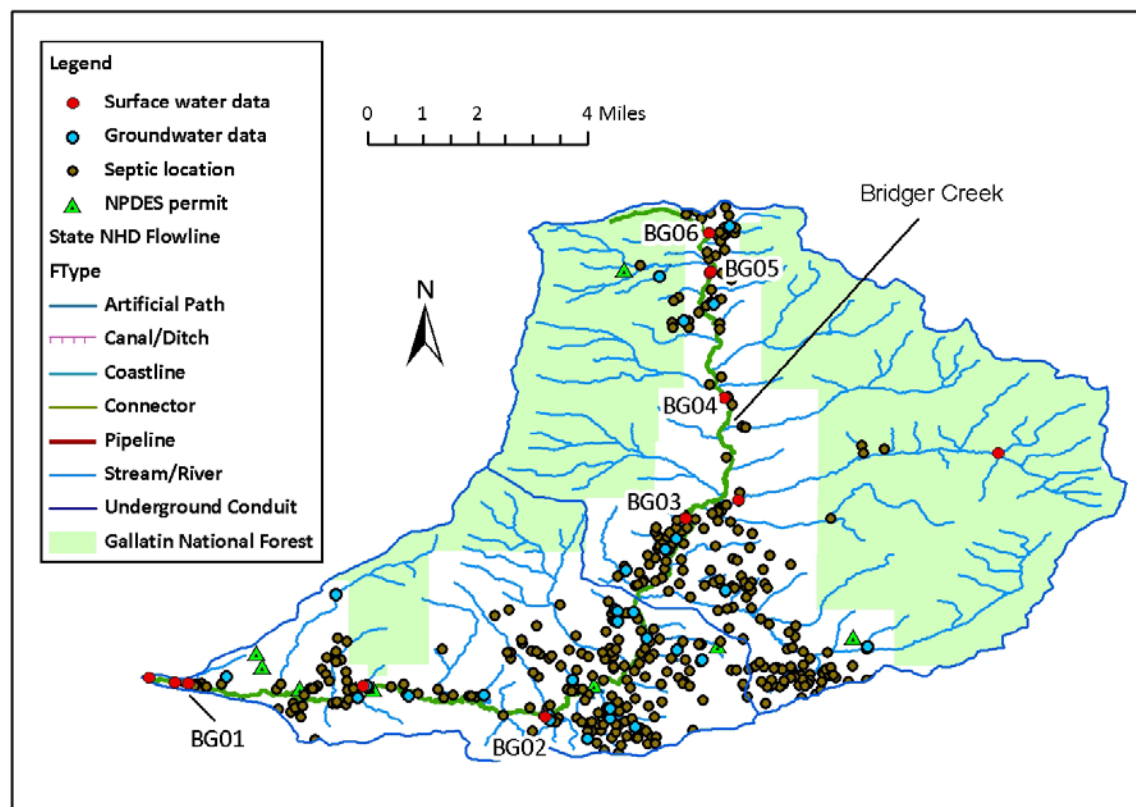 Legend
Surface water data
Groundwater data
Septic location
NPDES permit
State NHD Flowline
FType
Artificial Path
Canal/Ditch
Coastline
Connector
Pipeline
Stream/River
Underground Conduit
Gallatin National Forest
0 1 2 4 Miles
N
Bridger Creek
BG06
BG05
BG04
BG03
BG02
BG01